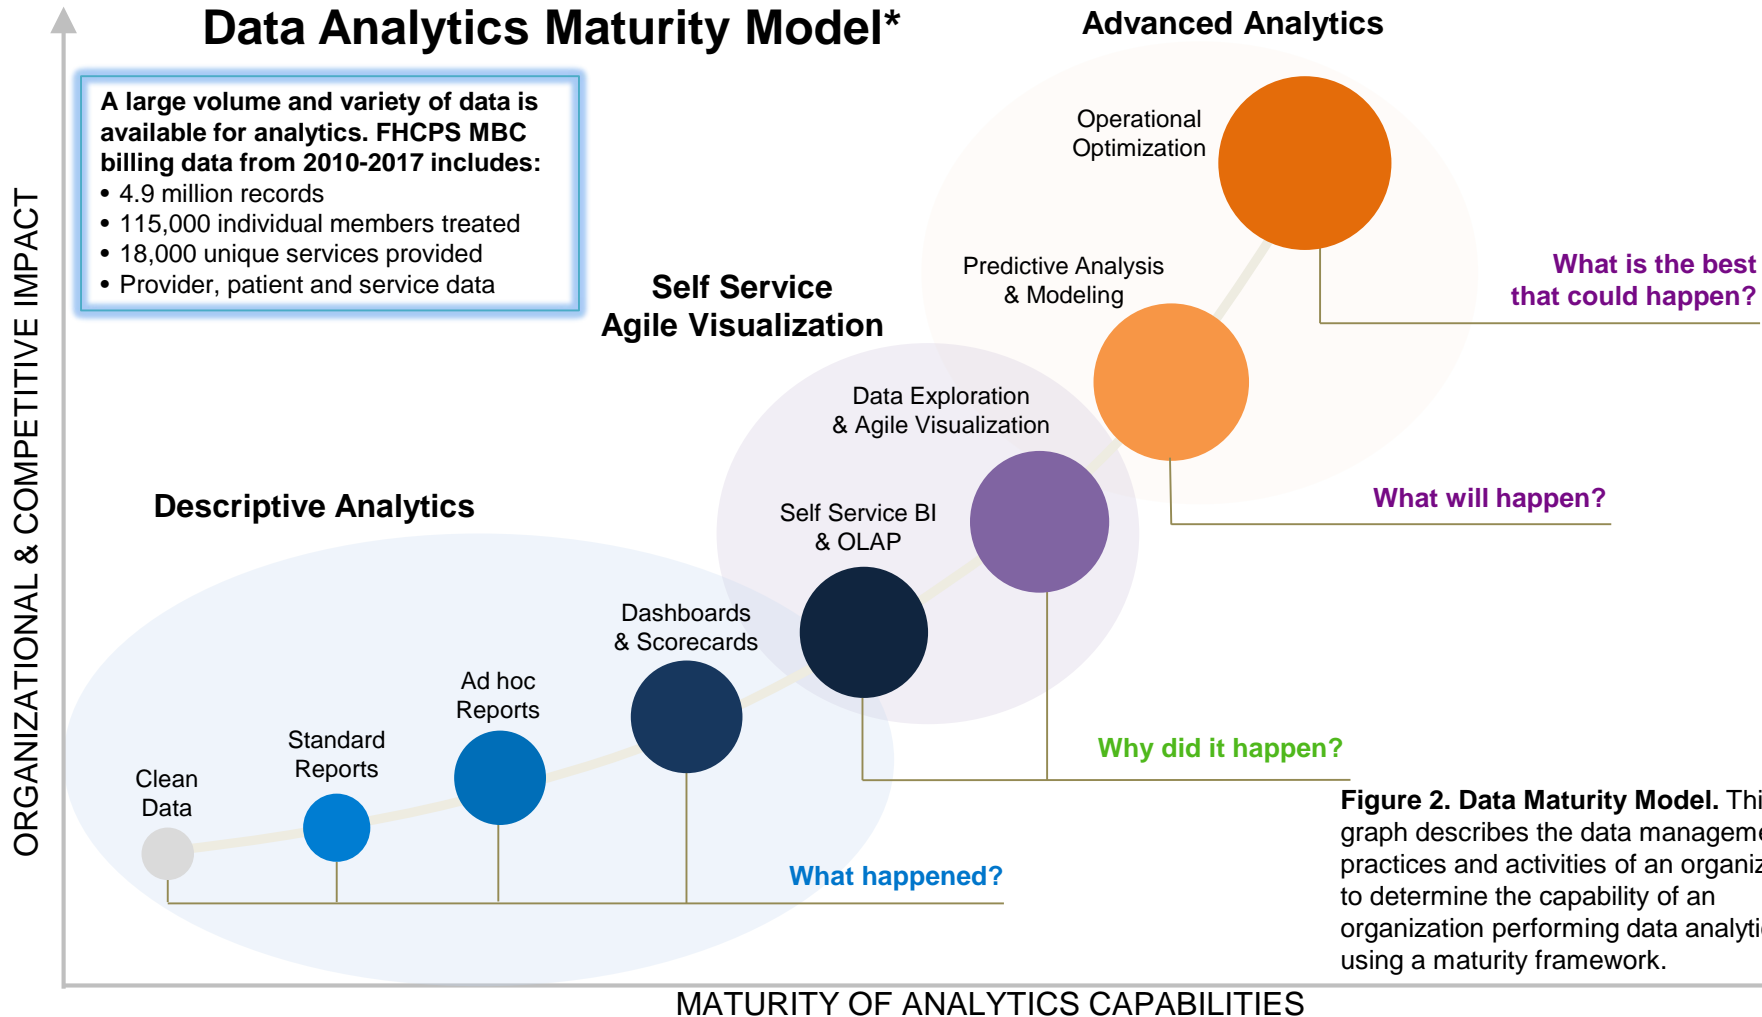 Data Analytics Maturity Model*
Advanced Analytics
A large volume and variety of data is
available for analytics. FHCPS MBC
billing data from 2010-2017 includes:
• 4.9 million records
• 115,000 individual members treated
• 18,000 unique services provided
• Provider, patient and service data
Operational
Optimization
What is the best
that could happen?
Predictive Analysis
& Modeling
Self Service
Agile Visualization
Data Exploration
& Agile Visualization
What will happen?
Descriptive Analytics
Self Service BI
& OLAP
Dashboards
& Scorecards
Ad hoc
Reports
Standard
Reports
Clean
Data
Why did it happen?
What happened?
Figure 2. Data Maturity Model. Thi
graph describes the data manageme
practices and activities of an organiz
to determine the capability of an
organization performing data analyti
using a maturity framework.
ORGANIZATIONAL & COMPETITIVE IMPACT
MATURITY OF ANALYTICS CAPABILITIES